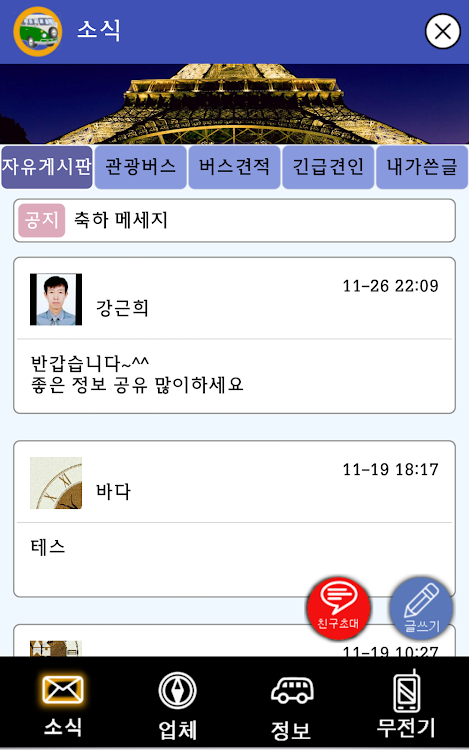 소식
자유게시판 관광버스 버스견적 긴급견인 내가쓴글
공지 축하 메세지
11-26 22:09
강근희
반갑습니다~^^
좋은 정보 공유 많이하세요
11-19 18:17
바다
테스
친구초대 글쓰기
11-19 10:27
소식 업체 정보 무전기